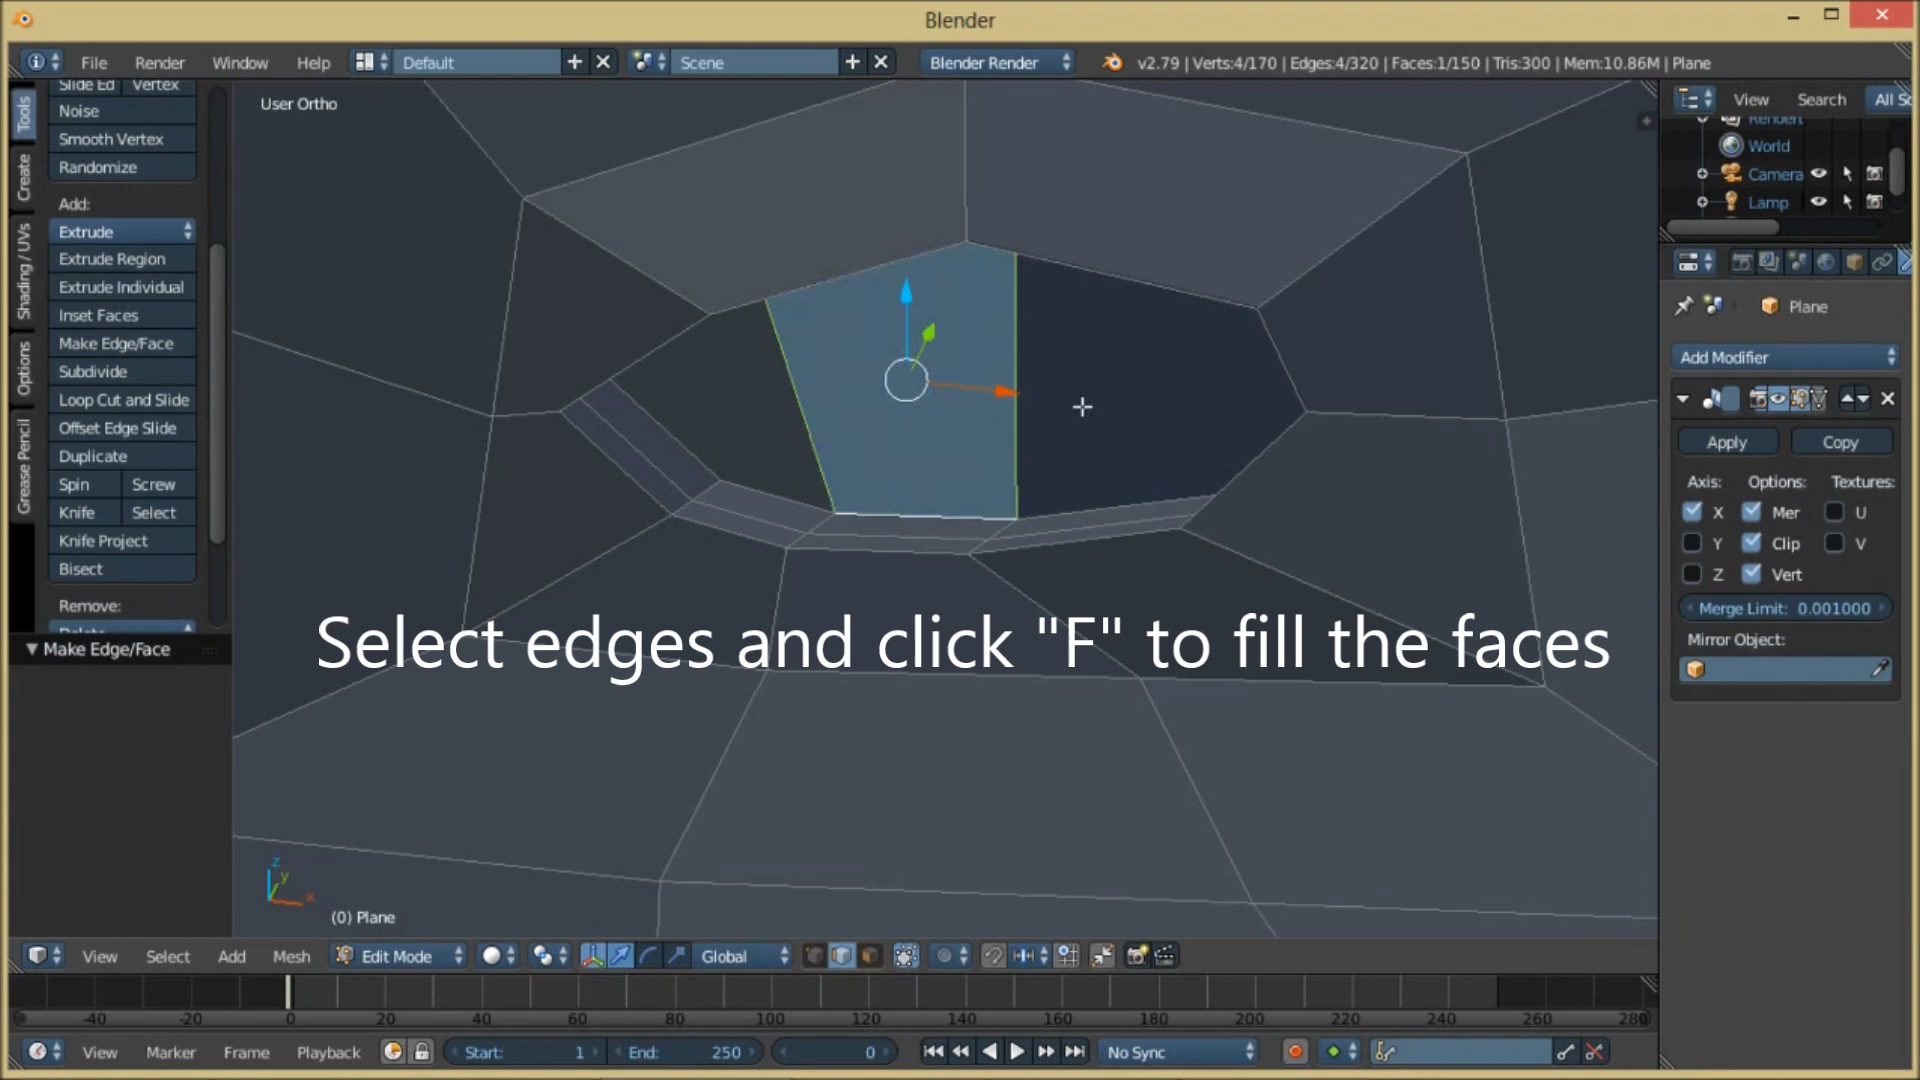 Blender
File Render Window Help Default Scene Blender Render v2.79 | Verts:4/170 | Edges:4/320 | Faces:1/150 | Tris:300 | Mem:10.86M | Plane
Tools
Create
Shading / UVs
Options
Grease Pencil
Slide Ed Vertex
Noise
Smooth Vertex
Randomize
Add:
Extrude
Extrude Region
Extrude Individual
Inset Faces
Make Edge/Face
Subdivide
Loop Cut and Slide
Offset Edge Slide
Duplicate
Spin Screw
Knife Select
Knife Project
Bisect
Remove:
Delete
Make Edge/Face
User Ortho
Select edges and click "F" to fill the faces
z
y
x
(0) Plane
View Search All Sc
RenderL
World
Camera
Lamp
Plane
Add Modifier
Apply Copy
Axis: Options: Textures:
X Mer U
Y Clip V
Z Vert
Merge Limit: 0.001000
Mirror Object:
View Select Add Mesh Edit Mode Global
-40 -20 0 20 40 60 80 100 120 140 160 180 200 220 240 260 280
View Marker Frame Playback Start: 1 End: 250 0 No Sync